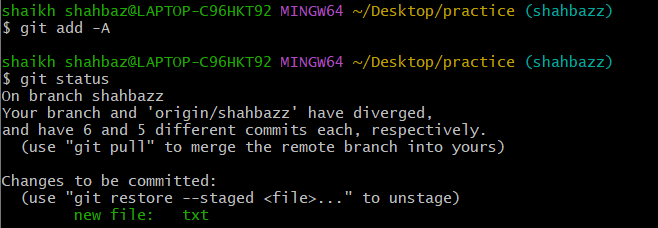 shaikh shahbaz@LAPTOP-C96HKT92 MINGW64 ~/Desktop/practice (shahbazz)
$ git add -A
shaikh shahbaz@LAPTOP-C96HKT92 MINGW64 ~/Desktop/practice (shahbazz)
$ git status
On branch shahbazz
Your branch and 'origin/shahbazz' have diverged,
and have 6 and 5 different commits each, respectively.
  (use "git pull" to merge the remote branch into yours)
Changes to be committed:
  (use "git restore --staged <file>..." to unstage)
        new file:   txt